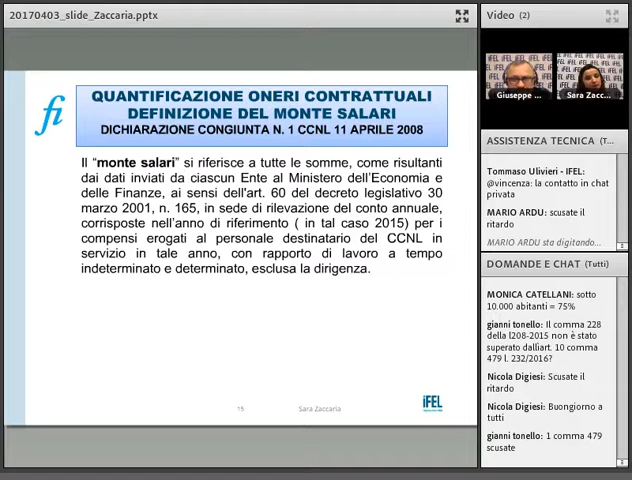 20170403_slide_Zaccaria.pptx
fi
QUANTIFICAZIONE ONERI CONTRATTUALI
DEFINIZIONE DEL MONTE SALARI
DICHIARAZIONE CONGIUNTA N. 1 CCNL 11 APRILE 2008
Il “monte salari” si riferisce a tutte le somme, come risultanti
dai dati inviati da ciascun Ente al Ministero dell’Economia e
delle Finanze, ai sensi dell'art. 60 del decreto legislativo 30
marzo 2001, n. 165, in sede di rilevazione del conto annuale,
corrisposte nell’anno di riferimento ( in tal caso 2015) per i
compensi erogati al personale destinatario del CCNL in
servizio in tale anno, con rapporto di lavoro a tempo
indeterminato e determinato, esclusa la dirigenza.
15
Sara Zaccaria
iFEL
Video (2)
Giuseppe ...
Sara Zacc...
ASSISTENZA TECNICA (T...
Tommaso Ulivieri - IFEL:
@vincenza: la contatto in chat
privata
MARIO ARDU: scusate il
ritardo
MARIO ARDU sta digitando...
DOMANDE E CHAT (Tutti)
MONICA CATELLANI: sotto
10.000 abitanti = 75%
gianni tonello: Il comma 228
della l208-2015 non è stato
superato dalliart. 10 comma
479 l. 232/2016?
Nicola Digiesi: Scusate il
ritardo
Nicola Digiesi: Buongiorno a
tutti
gianni tonello: 1 comma 479
scusate